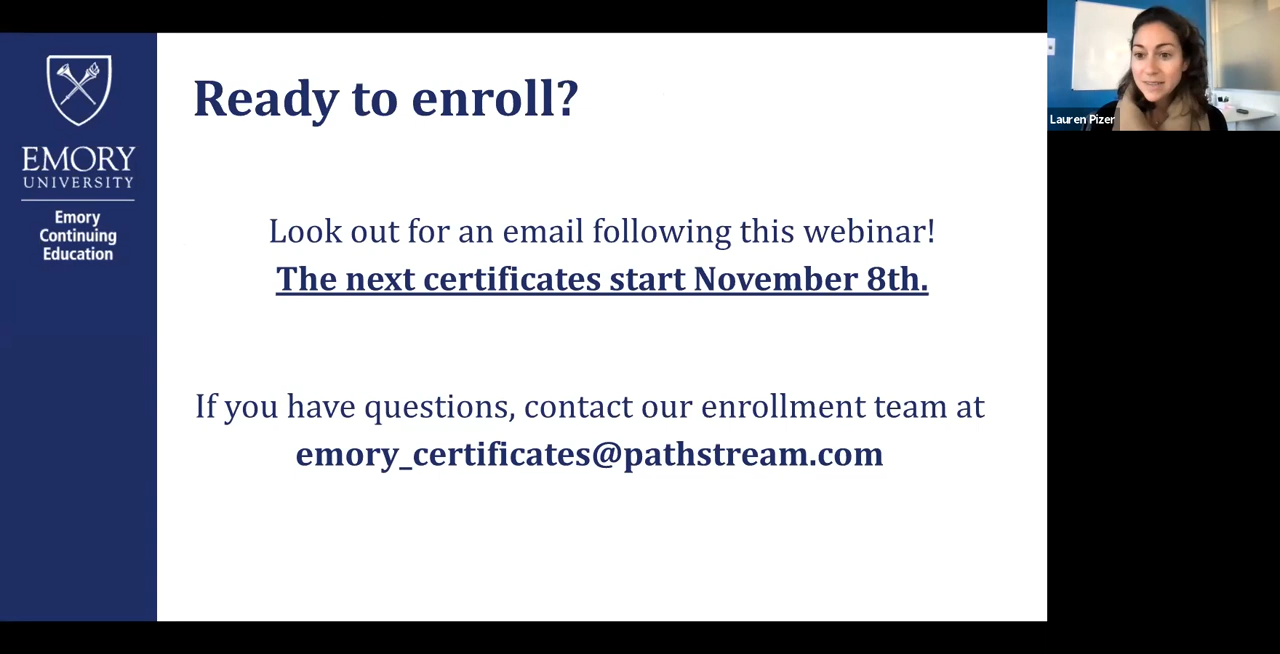 EMORY
UNIVERSITY
Emory
Continuing
Education
Ready to enroll?
Look out for an email following this webinar!
The next certificates start November 8th.
If you have questions, contact our enrollment team at
emory_certificates@pathstream.com
Lauren Pizer